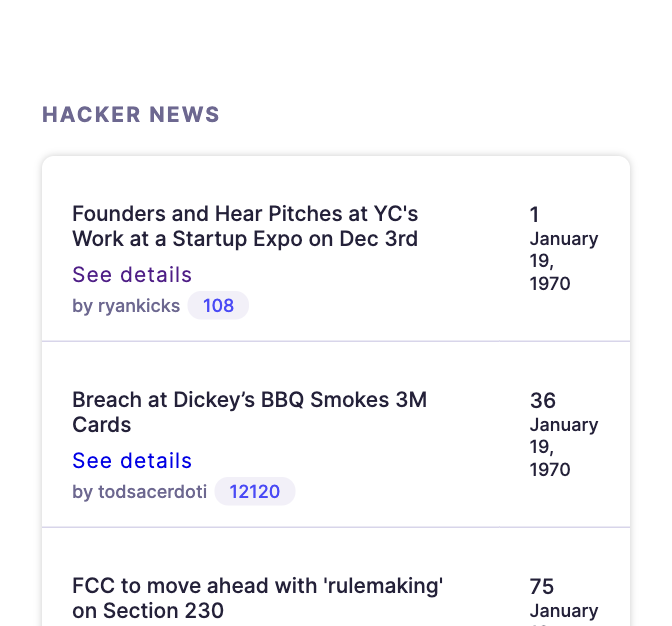 HACKER NEWS
Founders and Hear Pitches at YC's
Work at a Startup Expo on Dec 3rd
See details
by ryankicks 108
1
January
19,
1970
Breach at Dickey’s BBQ Smokes 3M
Cards
See details
by todsacerdoti 12120
36
January
19,
1970
FCC to move ahead with 'rulemaking'
on Section 230
75
January